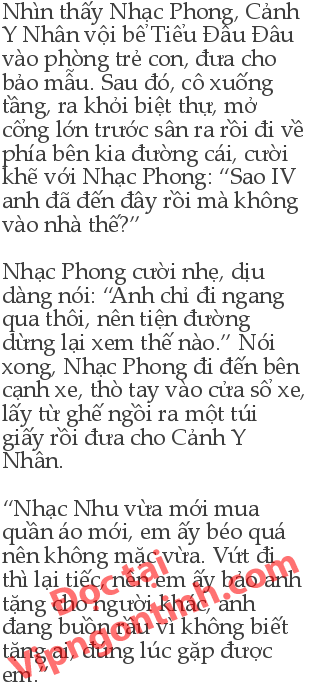 Nhìn thấy Nhạc Phong, Cảnh
Y Nhân vội bế Tiểu Đâu Đâu
vào phòng trẻ con, đưa cho
bảo mẫu. Sau đó, cô xuống
tầng, ra khỏi biệt thự, mở
cổng lớn trước sân ra rồi đi về
phía bên kia đường cái, cười
khẽ với Nhạc Phong: “Sao IV
anh đã đến đây rồi mà không
vào nhà thế?”
Nhạc Phong cười nhẹ, dịu
dàng nói: “Anh chỉ đi ngang
qua thôi, nên tiện đường
dừng lại xem thế nào.” Nói
xong, Nhạc Phong đi đến bên
cạnh xe, thò tay vào cửa sổ xe,
lấy từ ghế ngồi ra một túi
giấy rồi đưa cho Cảnh Y
Nhân.
“Nhạc Nhu vừa mới mua
quần áo mới, em ấy béo quá
nên không mặc vừa. Vứt đi
thì lại tiếc, nên em ấy bảo anh
tặng cho người khác, anh
đang buồn rầu vì không biết
tặng ai, đúng lúc gặp được
em.”
Đọc tại
Vipngontinh.com